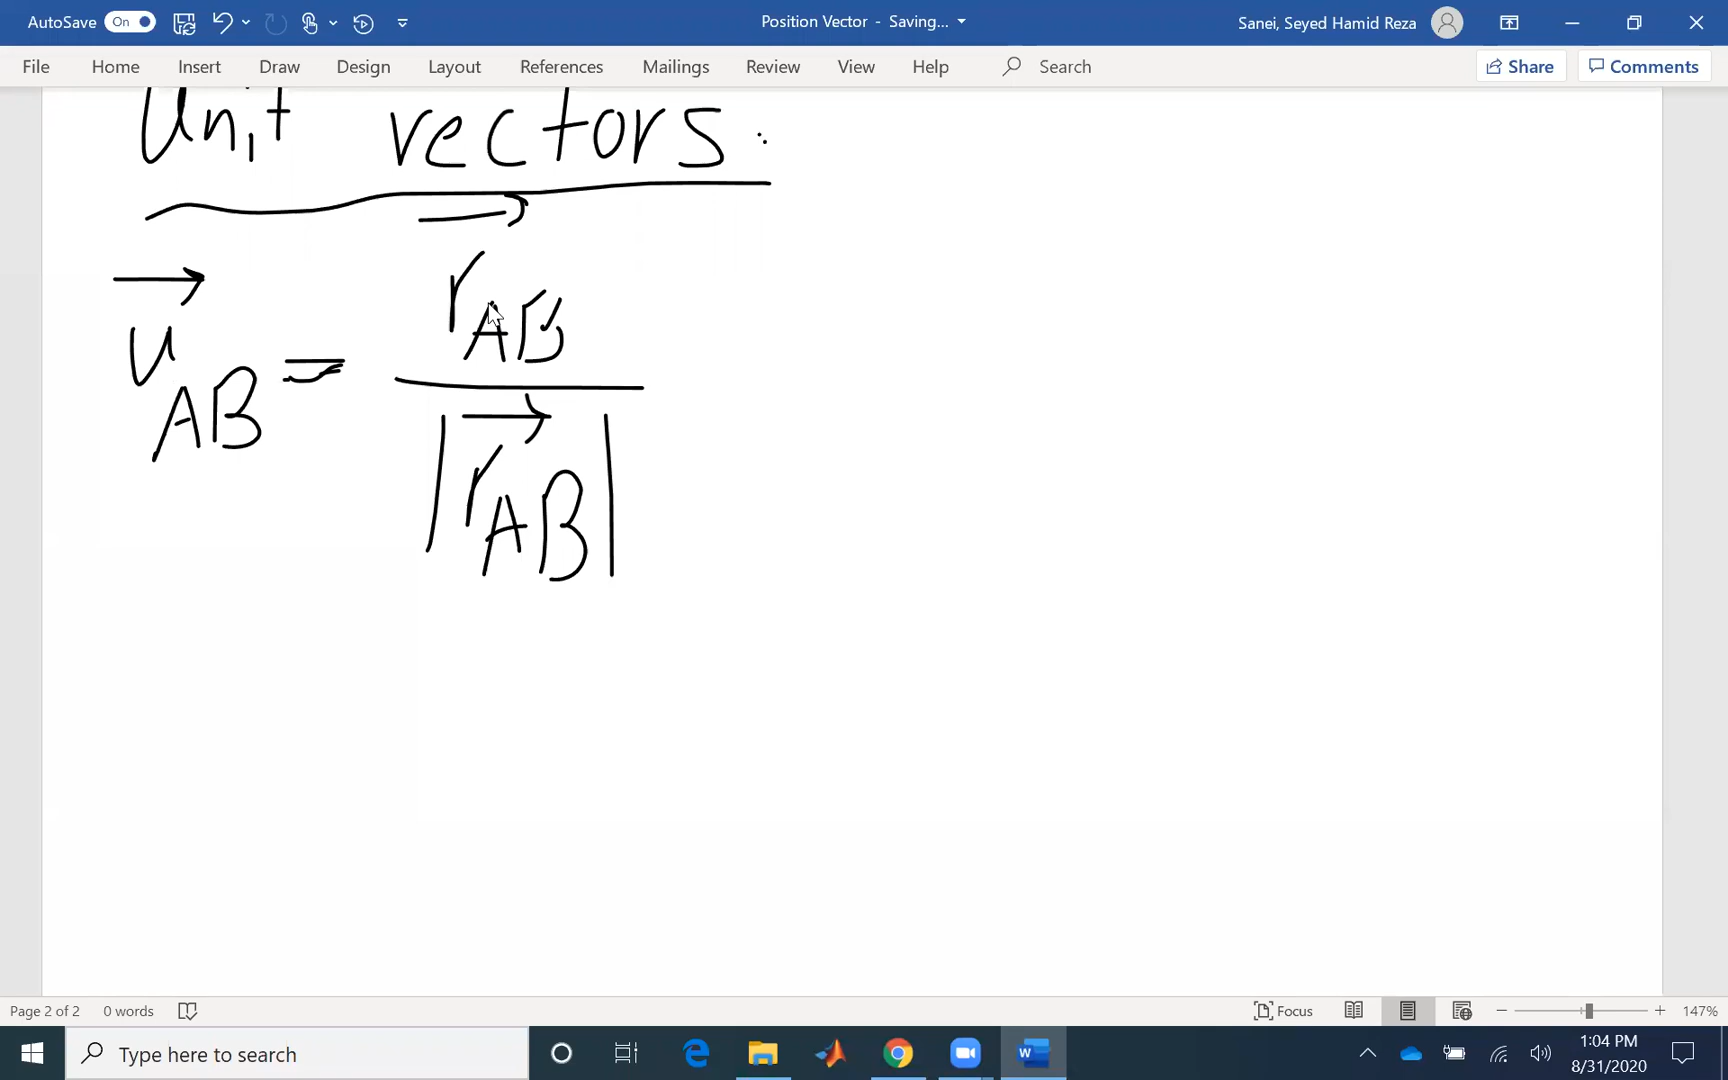 AutoSave On Position Vector - Saving... Sanei, Seyed Hamid Reza
File Home Insert Draw Design Layout References Mailings Review View Help Search Share Comments
Unit vectors:
→ →
u_AB = r_AB
→
|r_AB|
Page 2 of 2 0 words Focus 147%
Type here to search 1:04 PM
8/31/2020